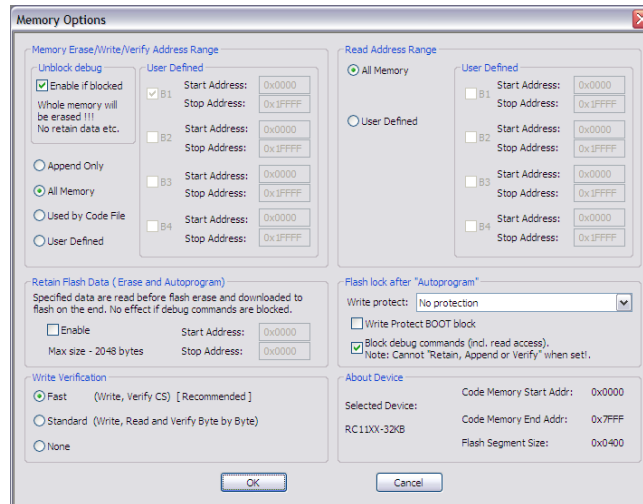 Memory Options
Memory Erase/Write/Verify Address Range
Unblock debug
Enable if blocked
Whole memory will
be erased !!!
No retain data etc.
Append Only
All Memory
Used by Code File
User Defined
User Defined
B1
Start Address: 0x0000
Stop Address: 0x1FFFF
B2
Start Address: 0x0000
Stop Address: 0x1FFFF
B3
Start Address: 0x0000
Stop Address: 0x1FFFF
B4
Start Address: 0x0000
Stop Address: 0x1FFFF
Read Address Range
All Memory
User Defined
User Defined
B1
Start Address: 0x0000
Stop Address: 0x1FFFF
B2
Start Address: 0x0000
Stop Address: 0x1FFFF
B3
Start Address: 0x0000
Stop Address: 0x1FFFF
B4
Start Address: 0x0000
Stop Address: 0x1FFFF
Retain Flash Data ( Erase and Autoprogram)
Specified data are read before flash erase and downloaded to
flash on the end. No effect if debug commands are blocked.
Enable
Start Address: 0x0000
Max size - 2048 bytes
Stop Address: 0x0000
Flash lock after "Autoprogram"
Write protect: No protection
Write Protect BOOT block
Block debug commands (incl. read access).
Note: Cannot "Retain, Append or Verify" when set!.
Write Verification
Fast (Write, Verify CS) [ Recommended ]
Standard (Write, Read and Verify Byte by Byte)
None
About Device
Selected Device:
RC11XX-32KB
Code Memory Start Addr: 0x0000
Code Memory End Addr: 0x7FFF
Flash Segment Size: 0x0400
OK
Cancel